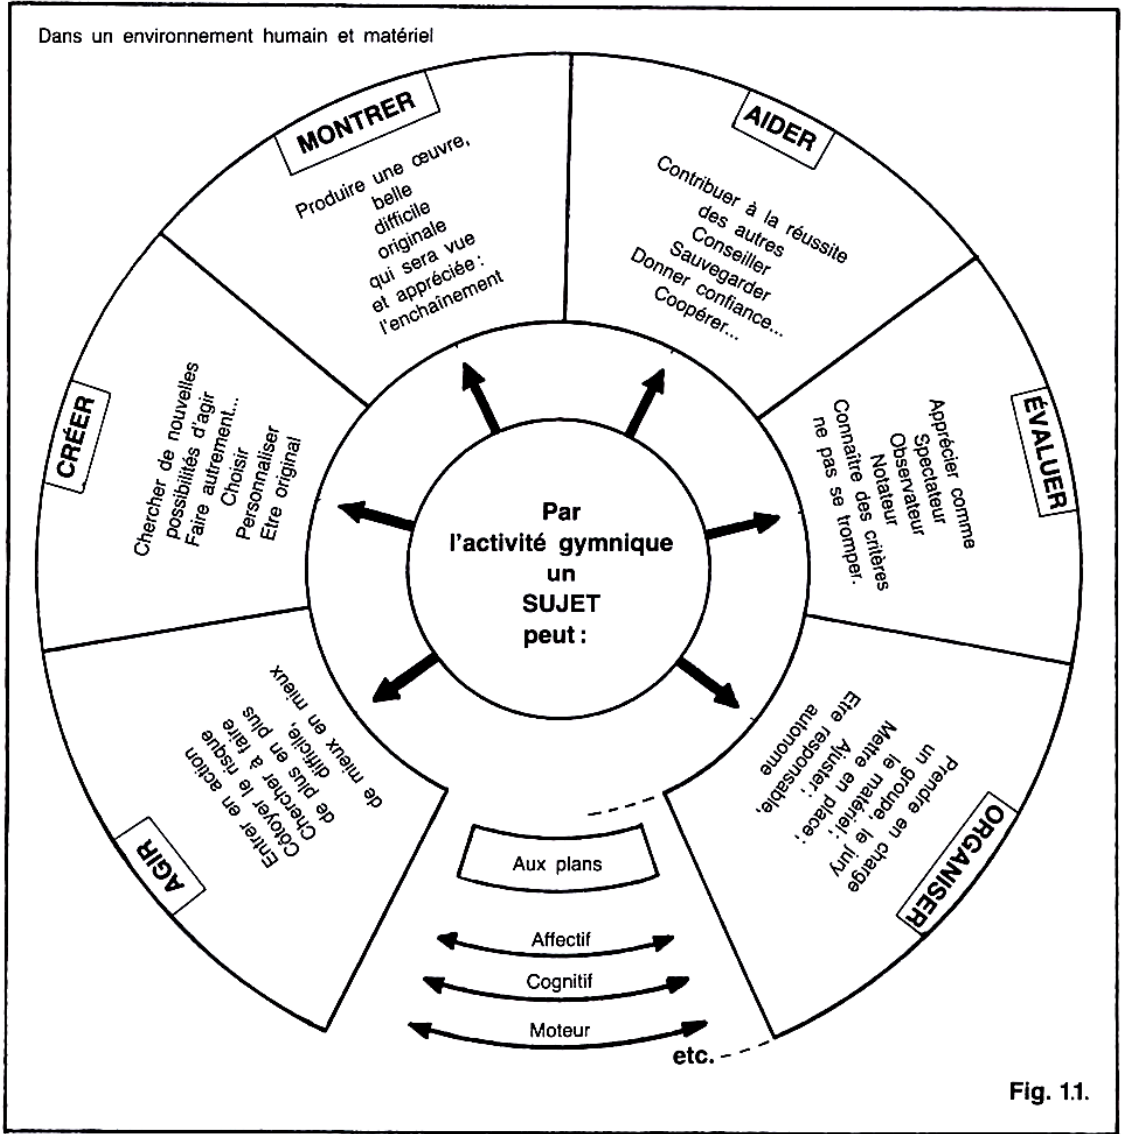 Dans un environnement humain et matériel
MONTRER
Produire une œuvre,
belle
difficile
originale
qui sera vue
et appréciée :
l'enchaînement
AIDER
Contribuer à la réussite
des autres
Conseiller
Sauvegarder
Donner confiance...
Coopérer...
ÉVALUER
Apprécier comme
Spectateur
Observateur
Notateur
Connaître des critères
ne pas se tromper.
ORGANISER
Prendre en charge
un groupe, le jury
le matériel ;
Mettre en place ;
Ajuster ;
Etre responsable,
autonome
CRÉER
Chercher de nouvelles
possibilités d'agir
Faire autrement...
Choisir
Personnaliser
Etre original
AGIR
Entrer en action
Côtoyer le risque
Chercher à faire
de plus en plus
difficile,
de mieux en mieux
Par
l'activité gymnique
un
SUJET
peut :
Aux plans
Affectif
Cognitif
Moteur
etc.
Fig. 1.1.